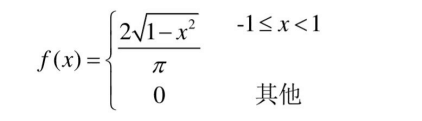 f(x) = { 2√(1-x²) / π    -1≤x<1
0    其他